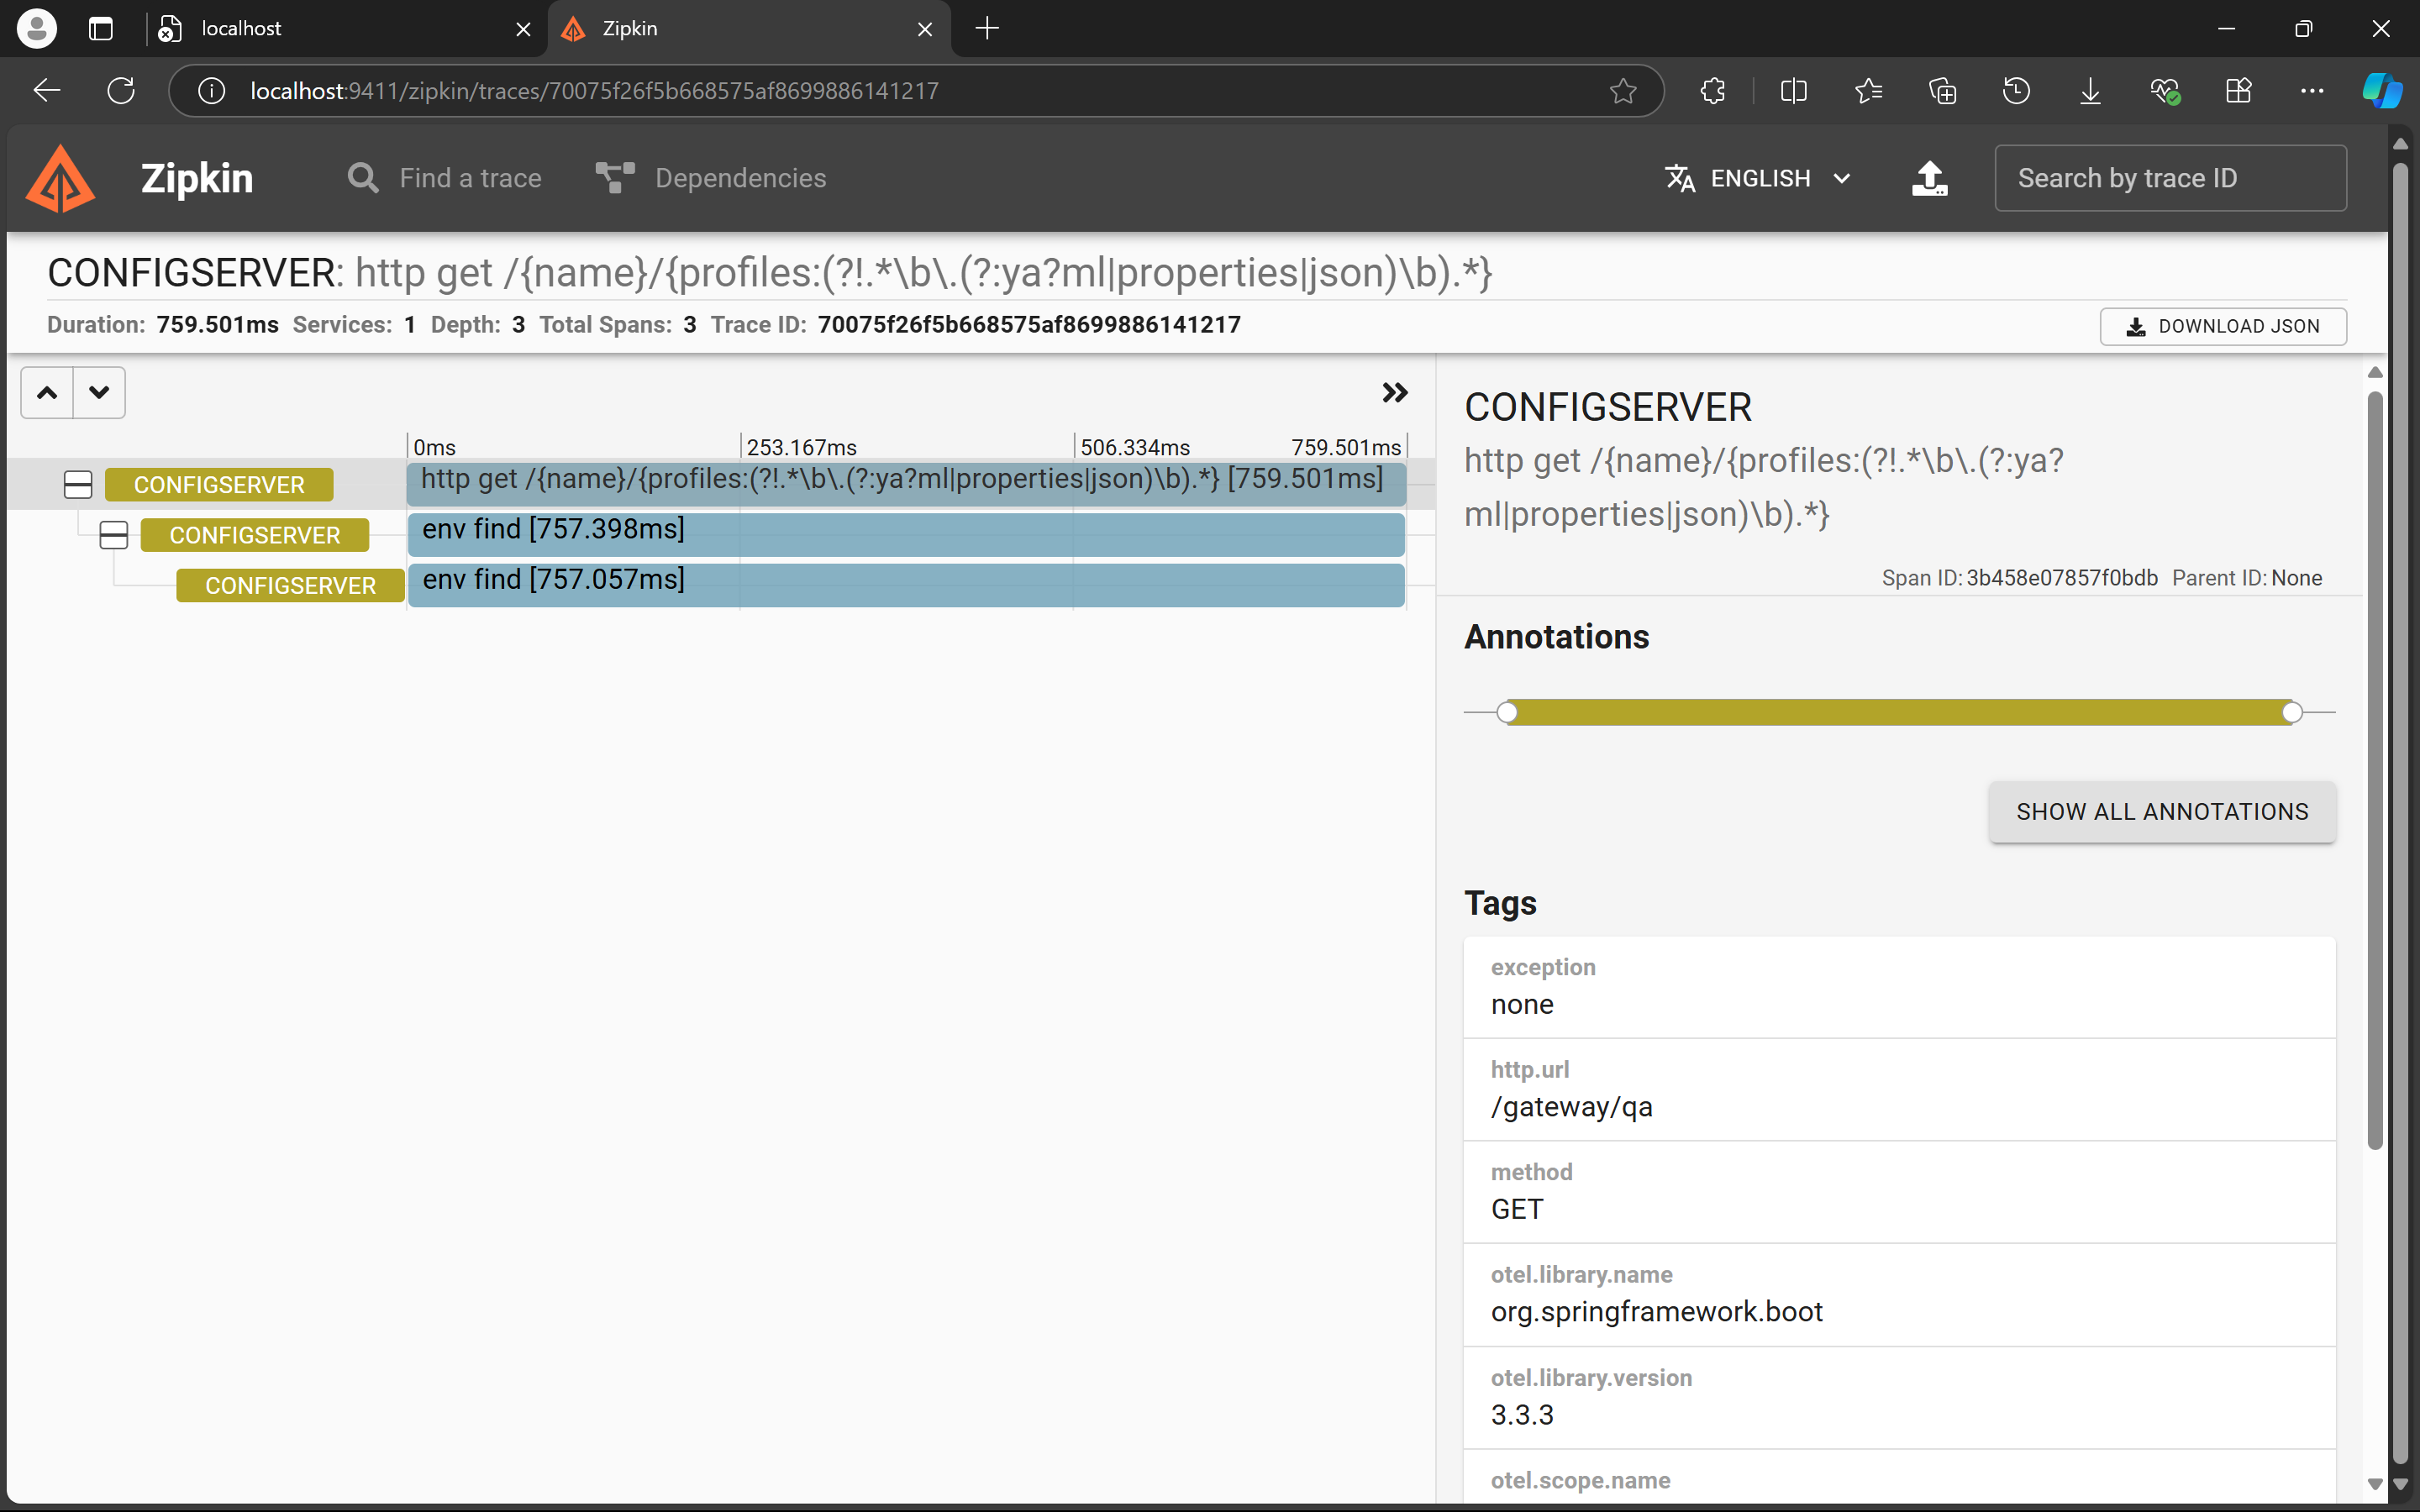 localhost
Zipkin
localhost:9411/zipkin/traces/70075f26f5b668575af8699886141217
Zipkin
Find a trace
Dependencies
ENGLISH
Search by trace ID
CONFIGSERVER: http get /{name}/{profiles:(?!.*\b\.(?:ya?ml|properties|json)\b).*}
Duration: 759.501ms Services: 1 Depth: 3 Total Spans: 3 Trace ID: 70075f26f5b668575af8699886141217
DOWNLOAD JSON
0ms 253.167ms 506.334ms 759.501ms
CONFIGSERVER http get /{name}/{profiles:(?!.*\b\.(?:ya?ml|properties|json)\b).*} [759.501ms]
CONFIGSERVER env find [757.398ms]
CONFIGSERVER env find [757.057ms]
CONFIGSERVER
http get /{name}/{profiles:(?!.*\b\.(?:ya?
ml|properties|json)\b).*}
Span ID: 3b458e07857f0bdb Parent ID: None
Annotations
SHOW ALL ANNOTATIONS
Tags
exception
none
http.url
/gateway/qa
method
GET
otel.library.name
org.springframework.boot
otel.library.version
3.3.3
otel.scope.name